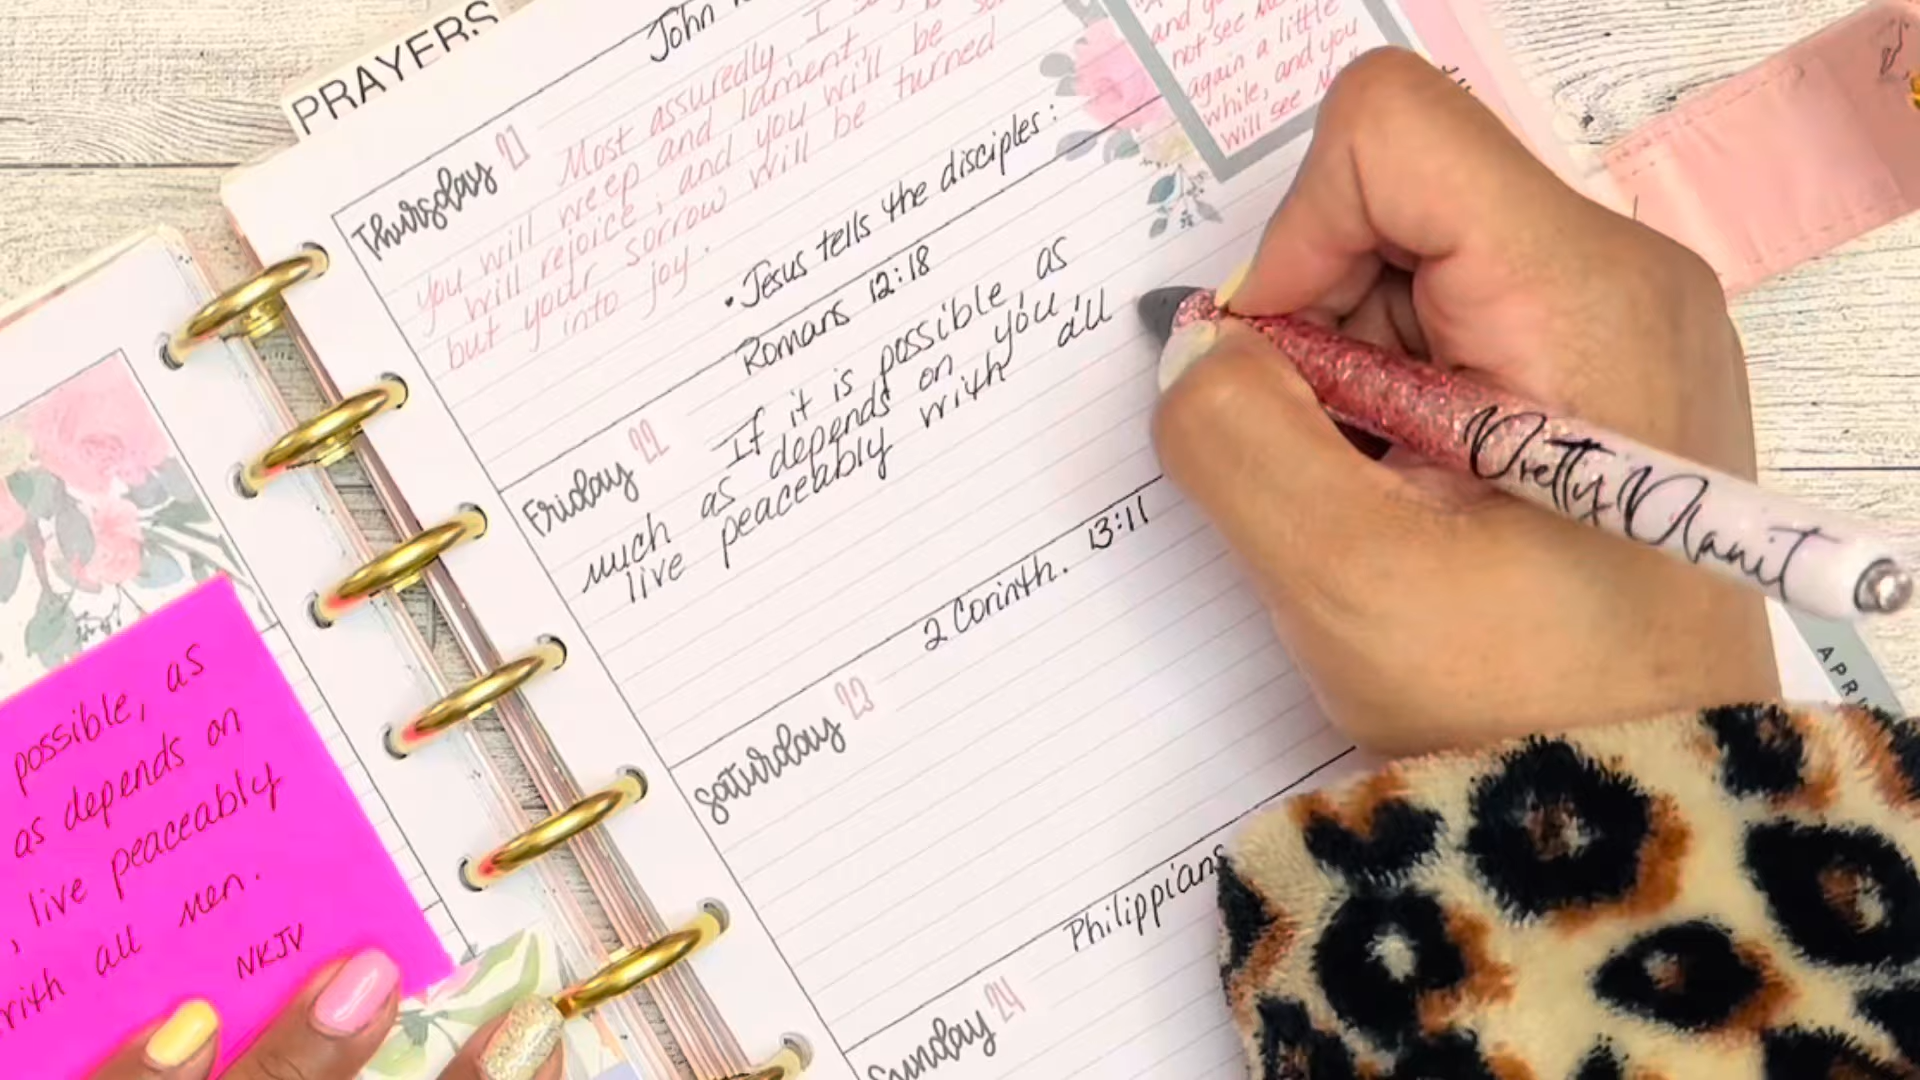 PRAYERS
John
Thursday 21
Most assuredly, I
you will weep and lament,
will rejoice; and you will be
but your sorrow will be turned
into joy.
• Jesus tells the disciples:
and
not see
again a little
while, and you
will see
Romans 12:18
Friday 22
If it is possible, as
much as depends on you,
live peaceably with all
2 Corinth. 13:11
Saturday 23
Philippians
Sunday 24
possible, as
as depends on
, live peaceably
with all men.
NKJV
Pretty Nanit